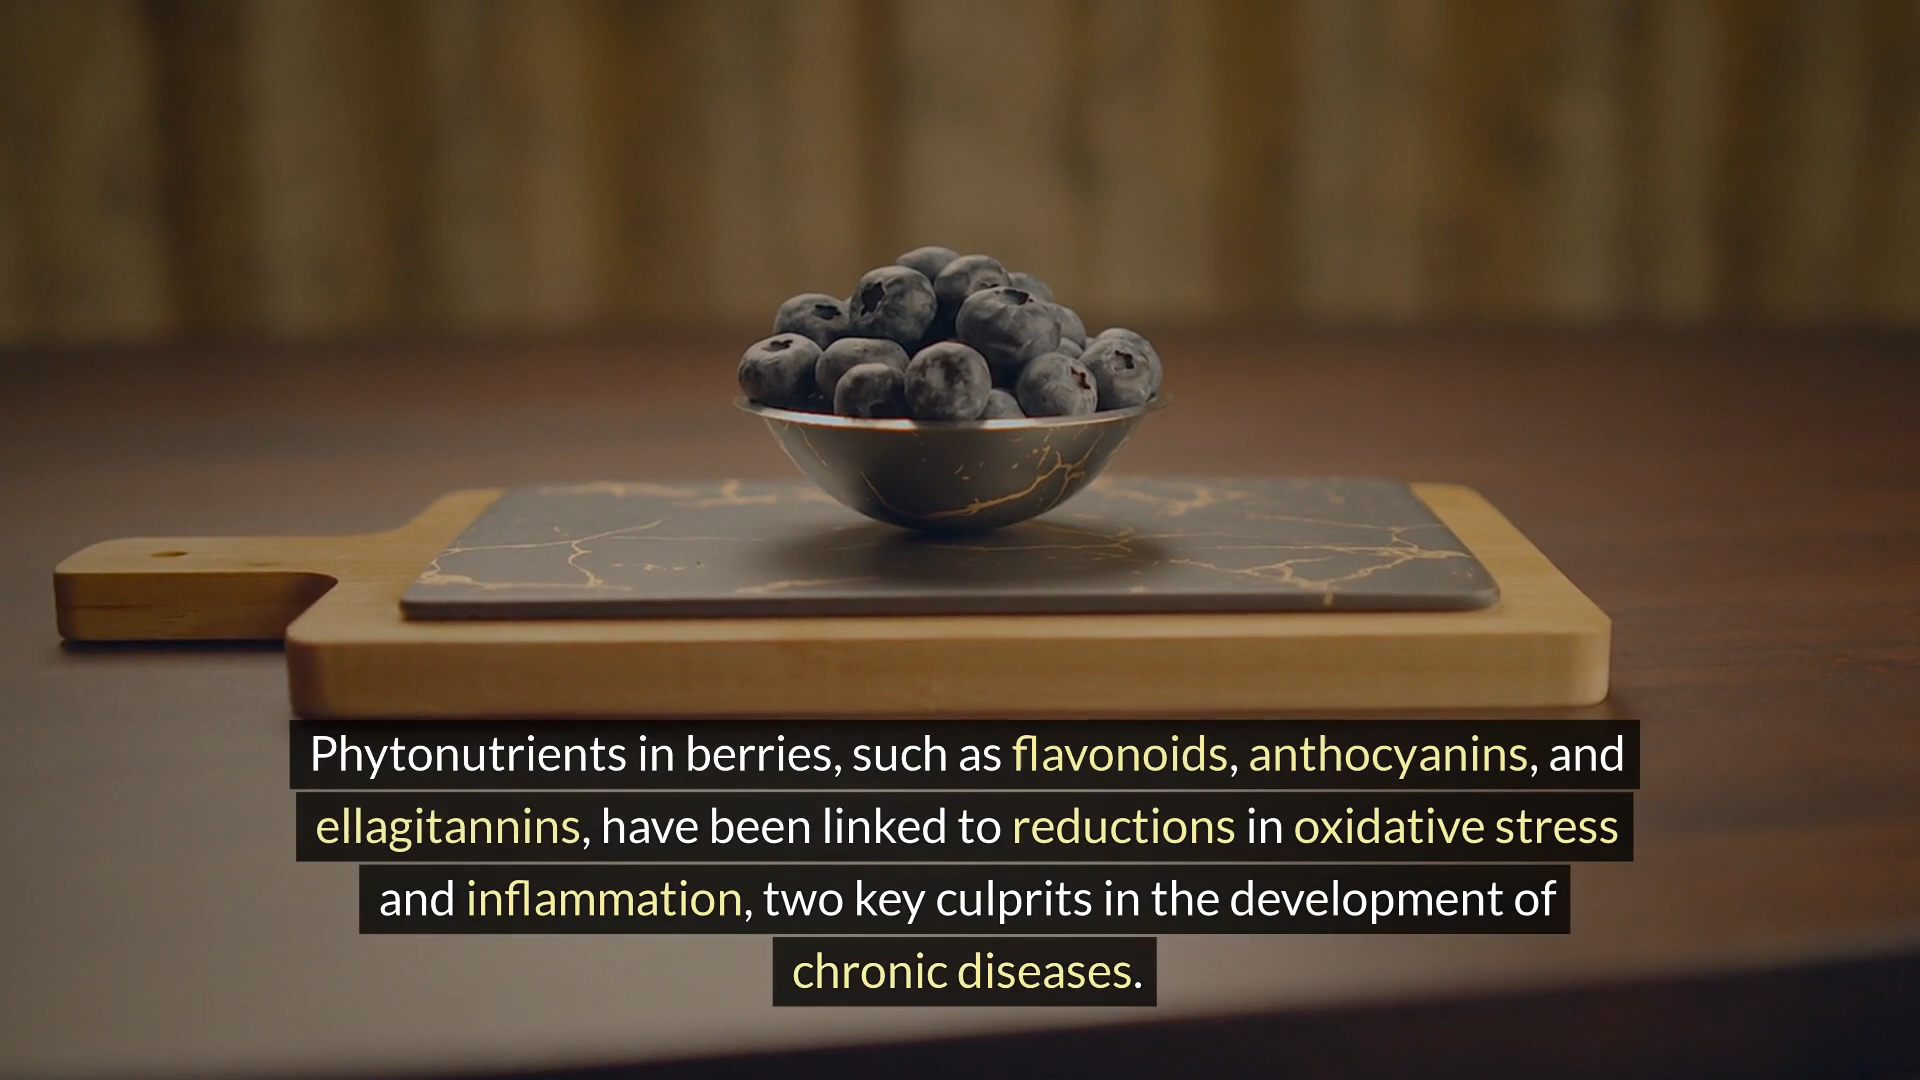 Phytonutrients in berries, such as flavonoids, anthocyanins, and
ellagitannins, have been linked to reductions in oxidative stress
and inflammation, two key culprits in the development of
chronic diseases.